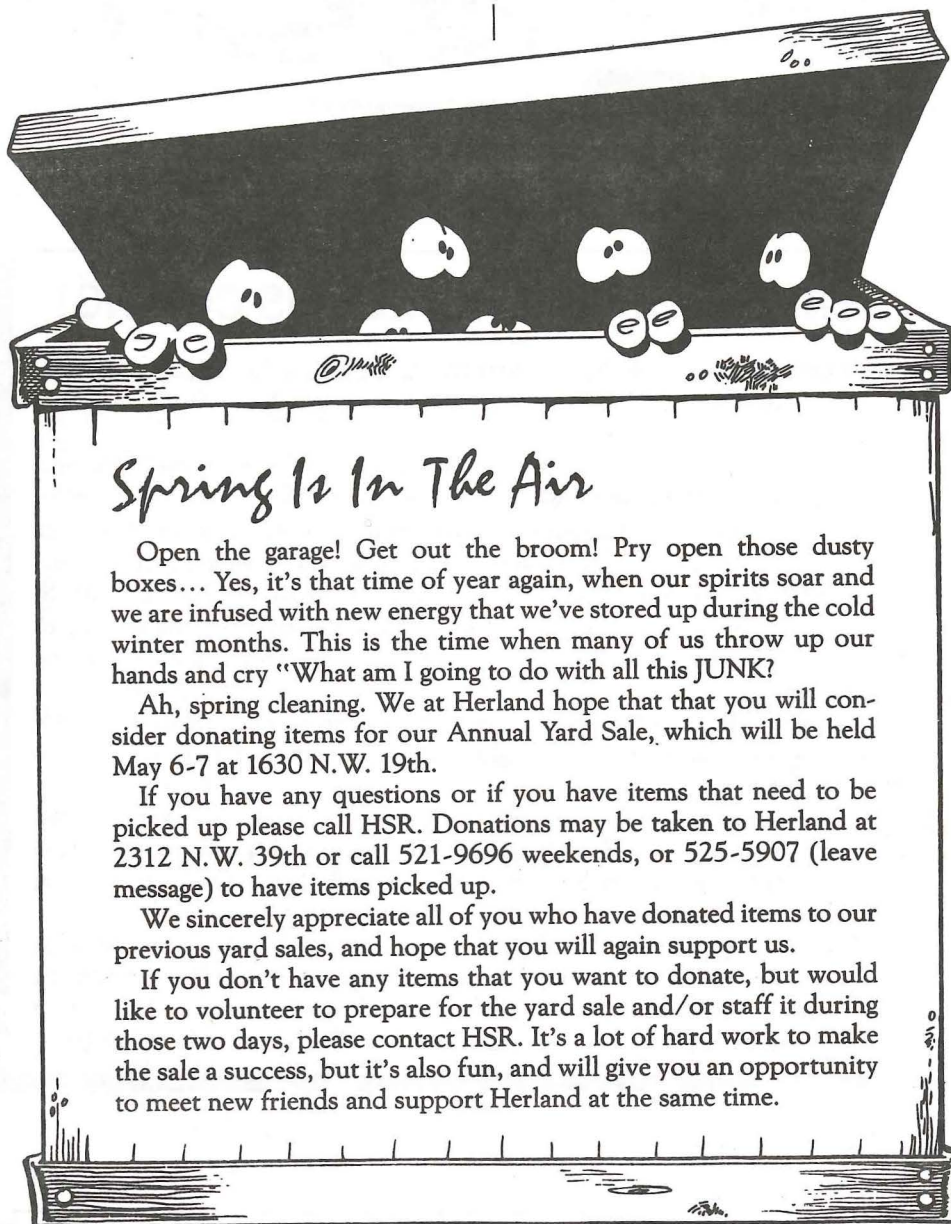 Spring Is In The Air
Open the garage! Get out the broom! Pry open those dusty
boxes... Yes, it's that time of year again, when our spirits soar and
we are infused with new energy that we've stored up during the cold
winter months. This is the time when many of us throw up our
hands and cry "What am I going to do with all this JUNK?
Ah, spring cleaning. We at Herland hope that that you will con-
sider donating items for our Annual Yard Sale, which will be held
May 6-7 at 1630 N.W. 19th.
If you have any questions or if you have items that need to be
picked up please call HSR. Donations may be taken to Herland at
2312 N.W. 39th or call 521-9696 weekends, or 525-5907 (leave
message) to have items picked up.
We sincerely appreciate all of you who have donated items to our
previous yard sales, and hope that you will again support us.
If you don't have any items that you want to donate, but would
like to volunteer to prepare for the yard sale and/or staff it during
those two days, please contact HSR. It's a lot of hard work to make
the sale a success, but it's also fun, and will give you an opportunity
to meet new friends and support Herland at the same time.